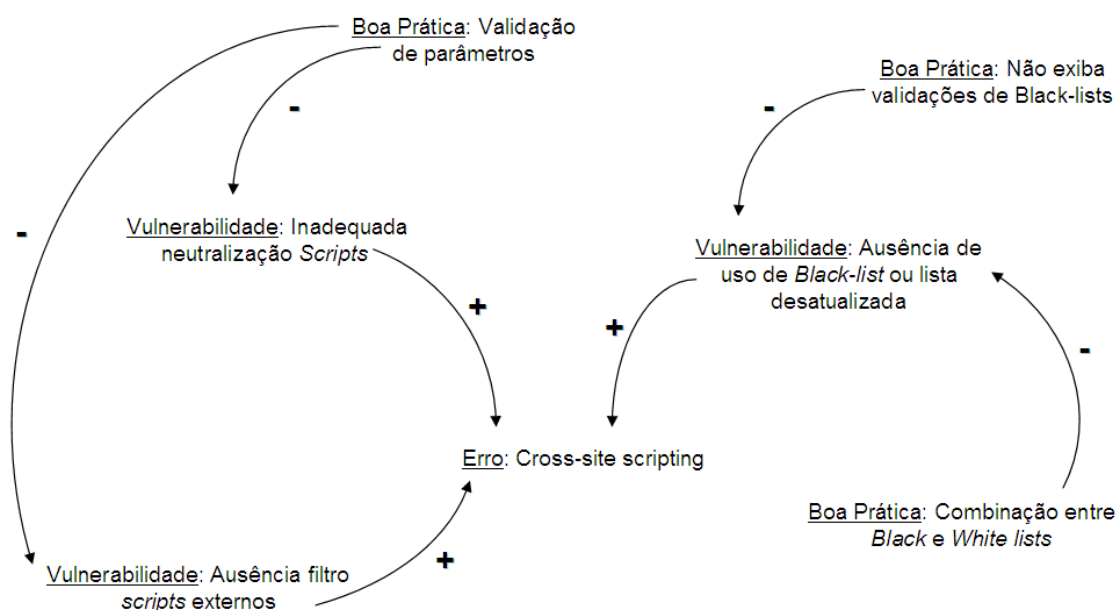 Boa Prática: Validação
de parâmetros
Boa Prática: Não exiba
validações de Black-lists
-
-
-
Vulnerabilidade: Inadequada
neutralização Scripts
Vulnerabilidade: Ausência de
uso de Black-list ou lista
desatualizada
+
+
-
Erro: Cross-site scripting
Boa Prática: Combinação entre
Black e White lists
+
Vulnerabilidade: Ausência filtro
scripts externos